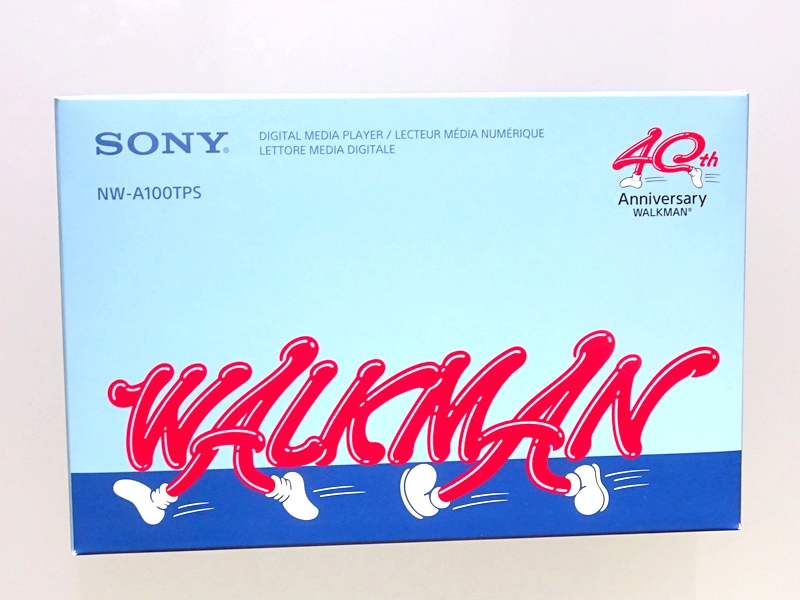 SONY®
DIGITAL MEDIA PLAYER / LECTEUR MÉDIA NUMÉRIQUE
LETTORE MEDIA DIGITALE
NW-A100TPS
40th
Anniversary
WALKMAN®
WALKMAN